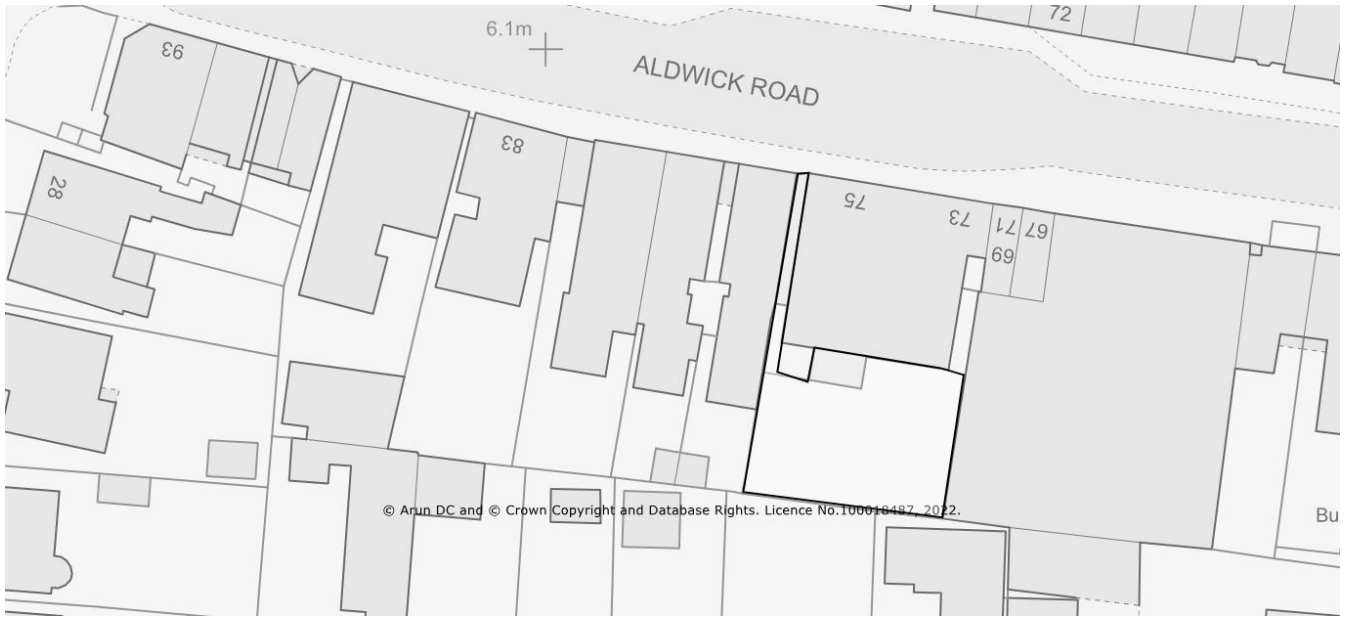 72
6.1m
93
ALDWICK ROAD
83
28
75
73
71
67
69
© Arun DC and © Crown Copyright and Database Rights. Licence No.100018487, 2022.
Bu